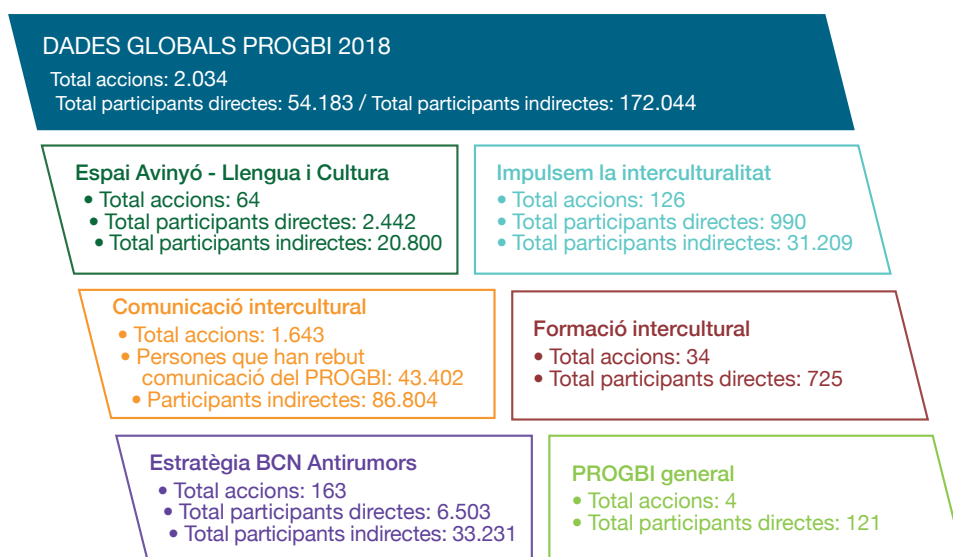 DADES GLOBALS PROGBI 2018
Total accions: 2.034
Total participants directes: 54.183 / Total participants indirectes: 172.044
Espai Avinyó - Llengua i Cultura
• Total accions: 64
• Total participants directes: 2.442
• Total participants indirectes: 20.800
Impulsem la interculturalitat
• Total accions: 126
• Total participants directes: 990
• Total participants indirectes: 31.209
Comunicació intercultural
• Total accions: 1.643
• Persones que han rebut
comunicació del PROGBI: 43.402
• Participants indirectes: 86.804
Formació intercultural
• Total accions: 34
• Total participants directes: 725
Estratègia BCN Antirumors
• Total accions: 163
• Total participants directes: 6.503
• Total participants indirectes: 33.231
PROGBI general
• Total accions: 4
• Total participants directes: 121